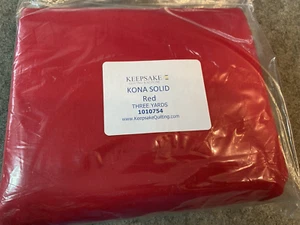 KEEPSAKE
KONA SOLID
Red
THREE YARDS
1010754
www.KeepsakeQuilting.com